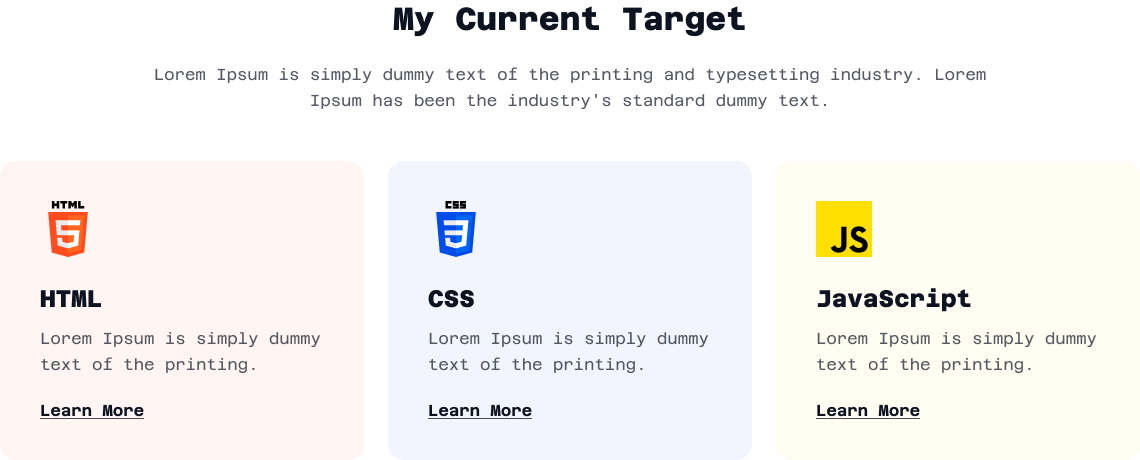 My Current Target
Lorem Ipsum is simply dummy text of the printing and typesetting industry. Lorem
Ipsum has been the industry's standard dummy text.
HTML
5
HTML
Lorem Ipsum is simply dummy
text of the printing.
Learn More
CSS
3
CSS
Lorem Ipsum is simply dummy
text of the printing.
Learn More
JS
JavaScript
Lorem Ipsum is simply dummy
text of the printing.
Learn More